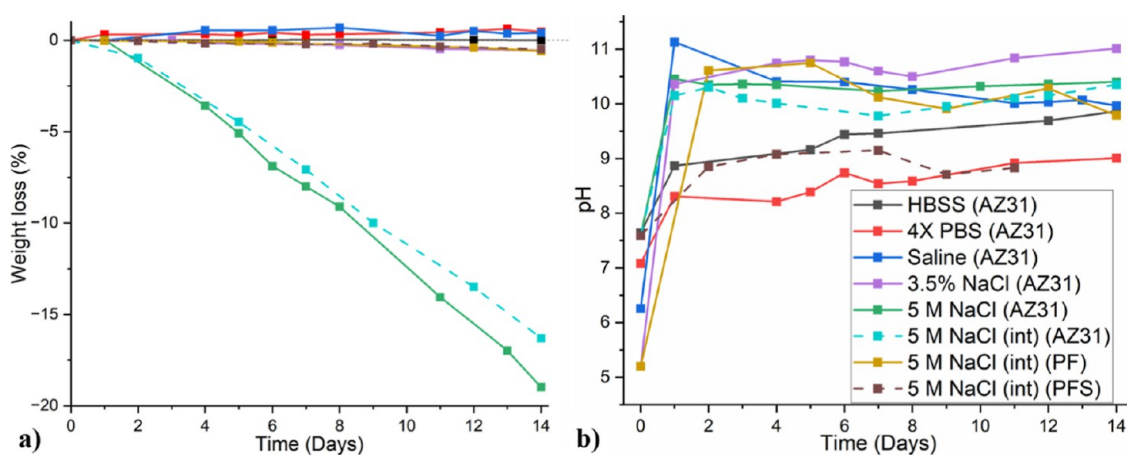 0
−5
−10
−15
−20
Weight loss (%)
0 2 4 6 8 10 12 14
Time (Days)
a)
11
10
9
8
7
6
5
pH
HBSS (AZ31)
4X PBS (AZ31)
Saline (AZ31)
3.5% NaCl (AZ31)
5 M NaCl (AZ31)
5 M NaCl (int) (AZ31)
5 M NaCl (int) (PF)
5 M NaCl (int) (PFS)
0 2 4 6 8 10 12 14
Time (Days)
b)